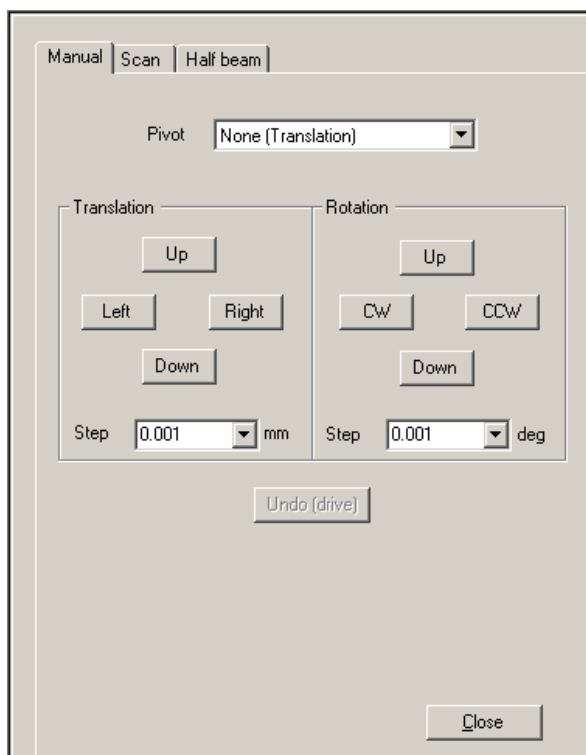 Manual Scan Half beam
Pivot None (Translation)
Translation Rotation
Up Up
Left Right CW CCW
Down Down
Step 0.001 mm Step 0.001 deg
Undo (drive)
Close